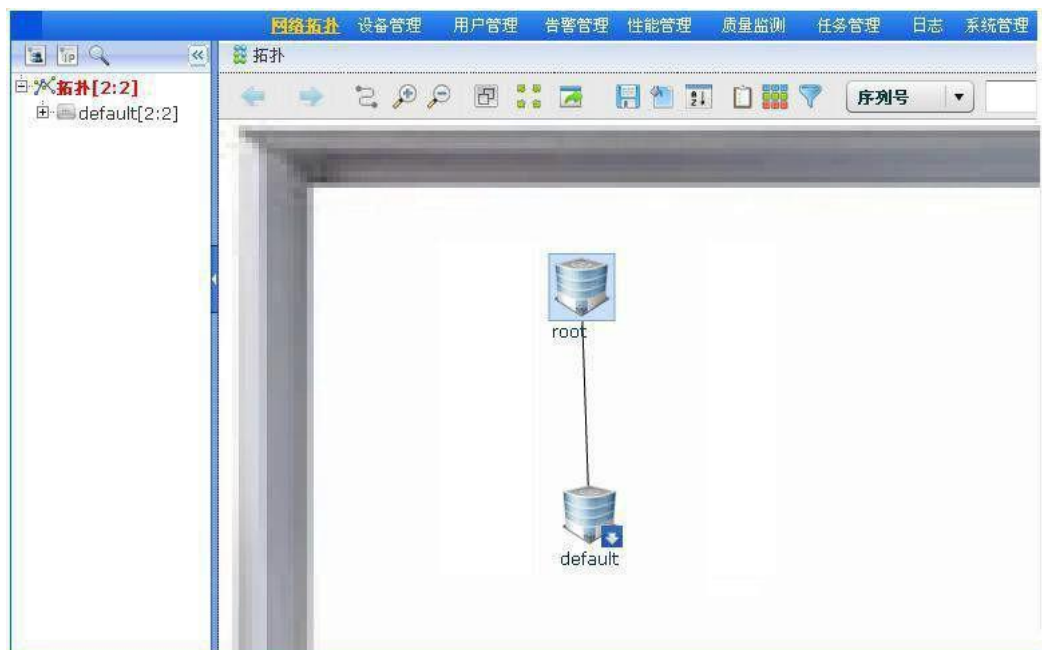 网络拓扑 设备管理 用户管理 告警管理 性能管理 质量监测 任务管理 日志 系统管理
拓扑
拓扑[2:2]
default[2:2]
序列号
root
default